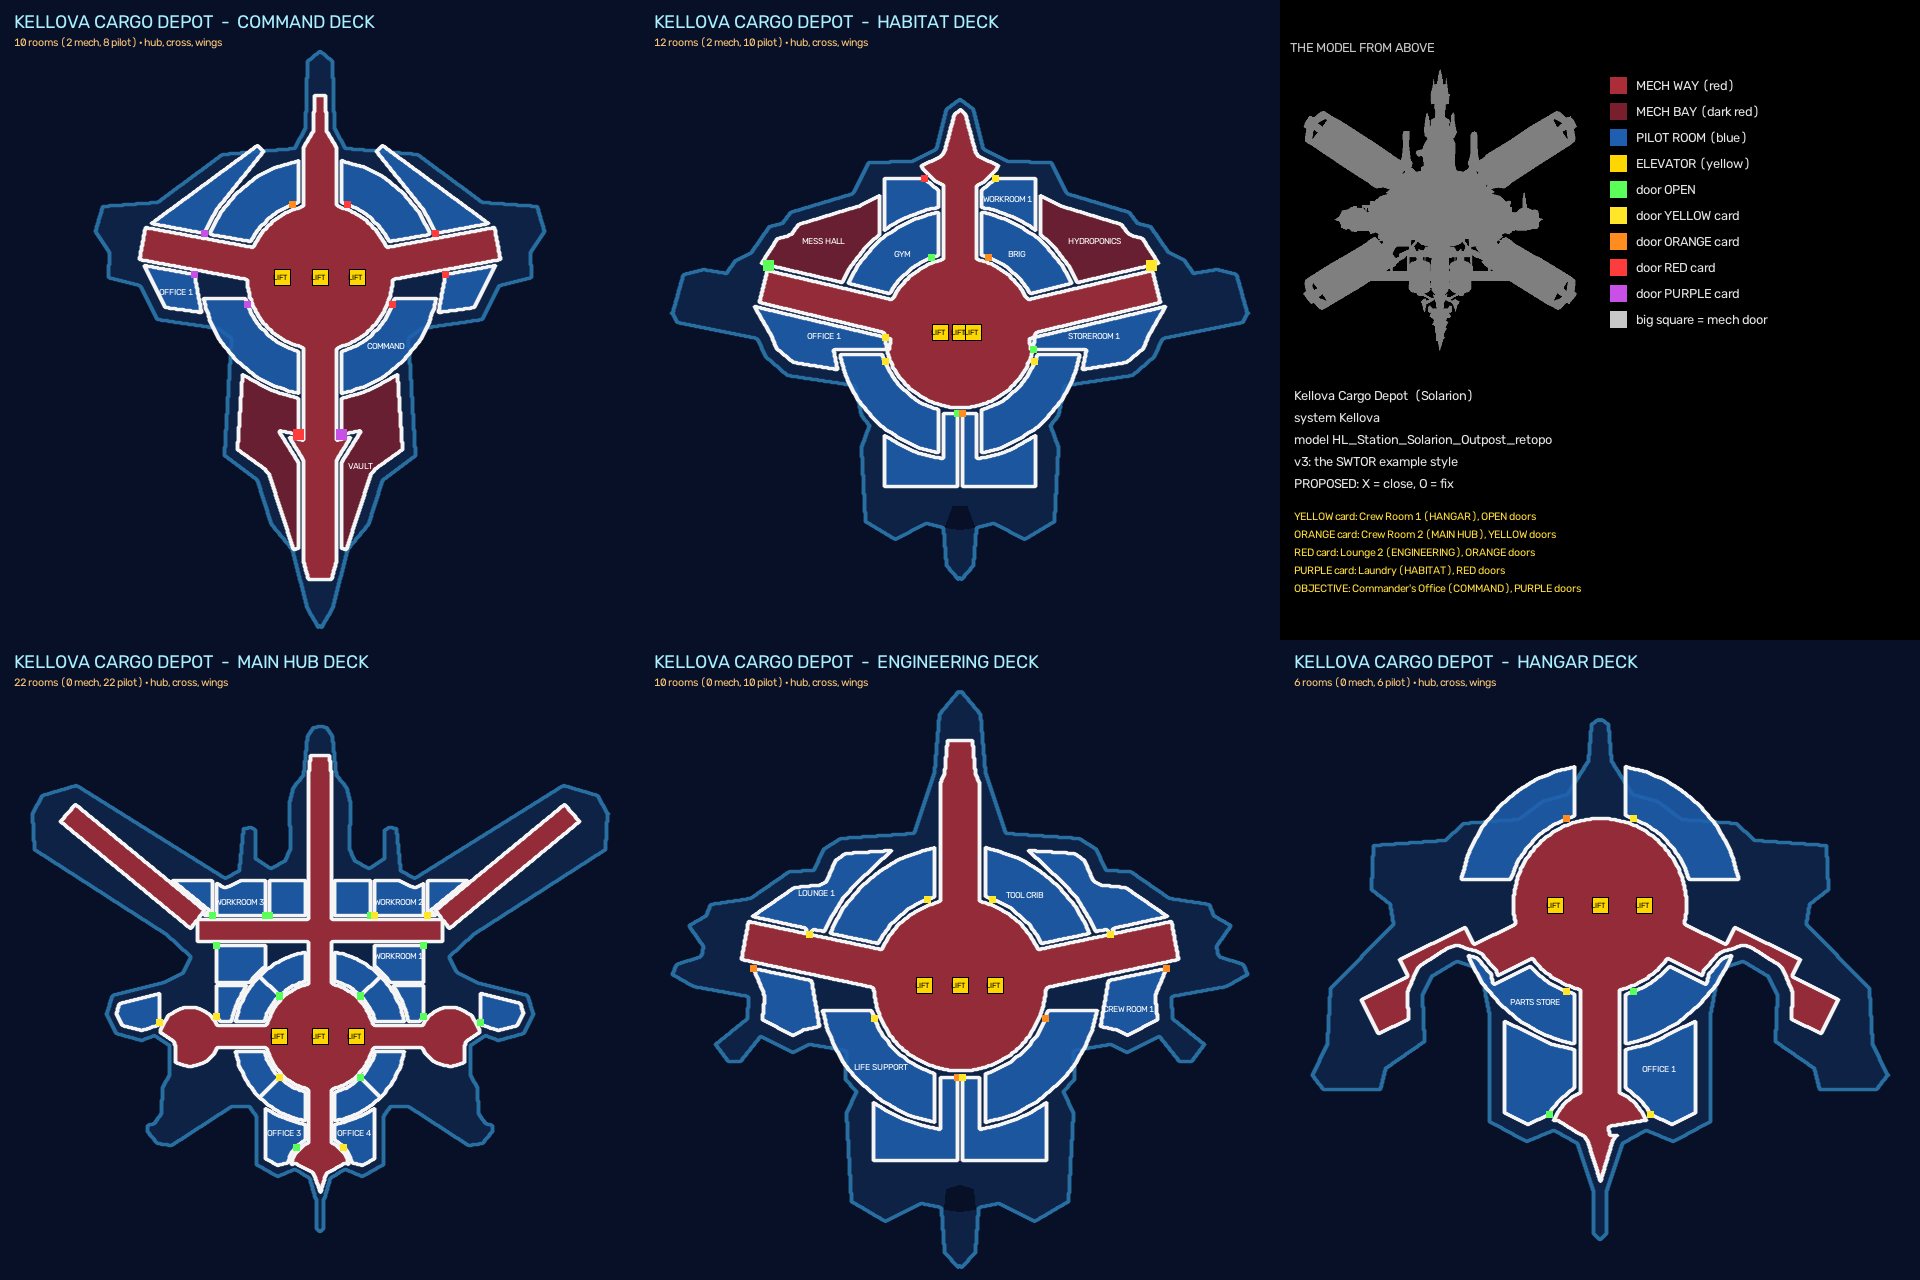 KELLOVA CARGO DEPOT - COMMAND DECK
10 rooms (2 mech, 8 pilot) • hub, cross, wings
LIFT LIFT LIFT
OFFICE 1
COMMAND
VAULT
KELLOVA CARGO DEPOT - HABITAT DECK
12 rooms (2 mech, 10 pilot) • hub, cross, wings
WORKROOM 1
MESS HALL
HYDROPONICS
GYM
BRIG
LIFT LIFT LIFT
OFFICE 1
STOREROOM 1
THE MODEL FROM ABOVE
MECH WAY (red)
MECH BAY (dark red)
PILOT ROOM (blue)
ELEVATOR (yellow)
door OPEN
door YELLOW card
door ORANGE card
door RED card
door PURPLE card
big square = mech door
Kellova Cargo Depot (Solarion)
system Kellova
model HL_Station_Solarion_Outpost_retopo
v3: the SWTOR example style
PROPOSED: X = close, O = fix
YELLOW card: Crew Room 1 (HANGAR), OPEN doors
ORANGE card: Crew Room 2 (MAIN HUB), YELLOW doors
RED card: Lounge 2 (ENGINEERING), ORANGE doors
PURPLE card: Laundry (HABITAT), RED doors
OBJECTIVE: Commander's Office (COMMAND), PURPLE doors
KELLOVA CARGO DEPOT - MAIN HUB DECK
22 rooms (0 mech, 22 pilot) • hub, cross, wings
WORKROOM 3
WORKROOM 2
WORKROOM 1
LIFT LIFT LIFT
OFFICE 3
OFFICE 4
KELLOVA CARGO DEPOT - ENGINEERING DECK
10 rooms (0 mech, 10 pilot) • hub, cross, wings
LOUNGE 1
TOOL CRIB
LIFT LIFT LIFT
CREW ROOM 1
LIFE SUPPORT
KELLOVA CARGO DEPOT - HANGAR DECK
6 rooms (0 mech, 6 pilot) • hub, cross, wings
LIFT LIFT LIFT
PARTS STORE
OFFICE 1